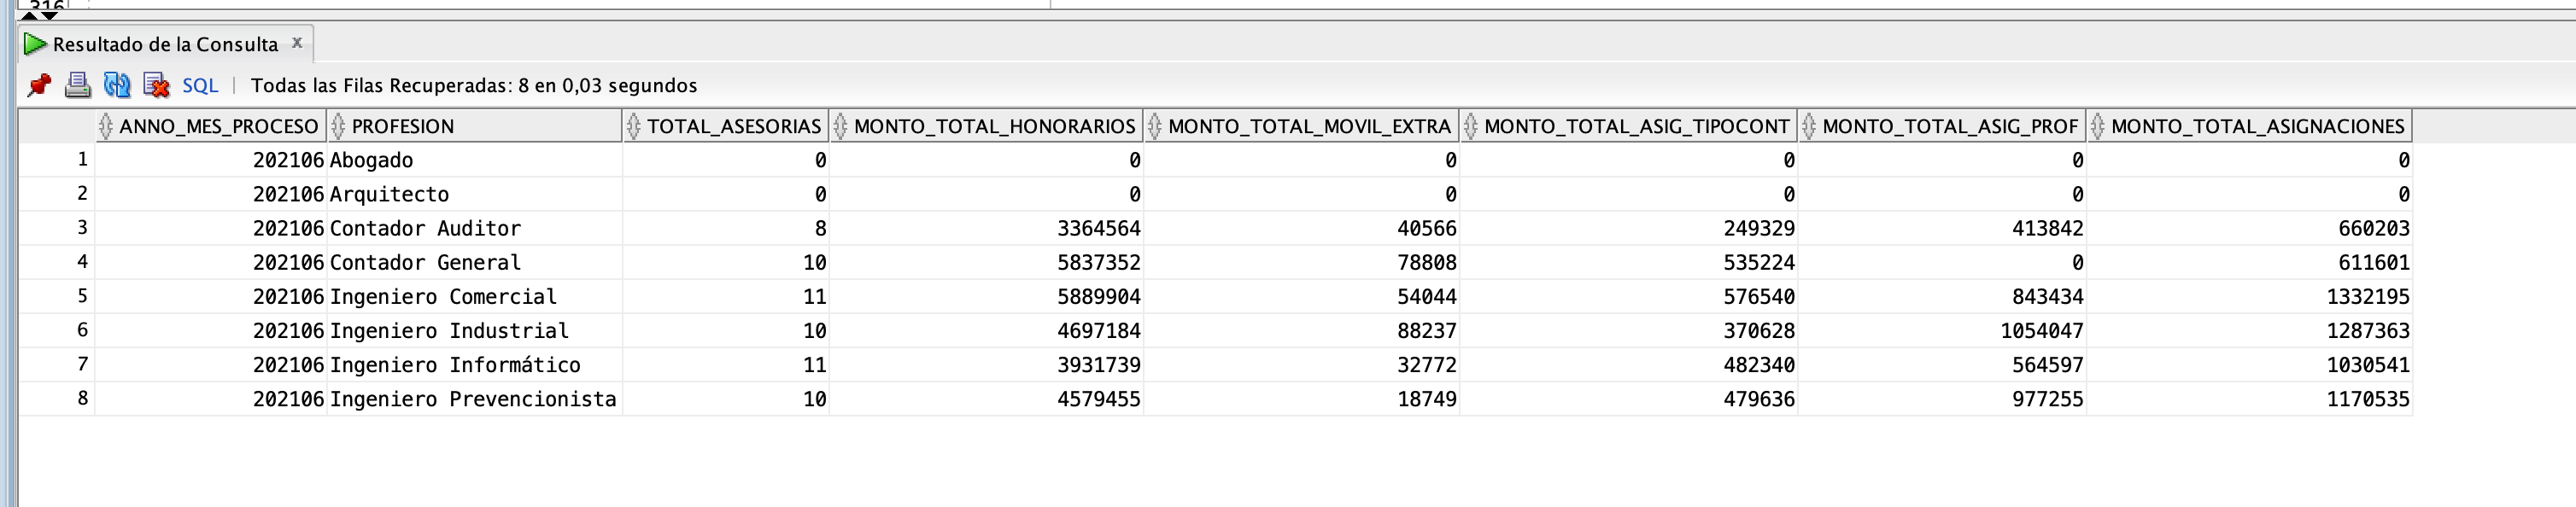 316
Resultado de la Consulta x
SQL | Todas las Filas Recuperadas: 8 en 0,03 segundos
ANNO_MES_PROCESO PROFESION TOTAL_ASESORIAS MONTO_TOTAL_HONORARIOS MONTO_TOTAL_MOVIL_EXTRA MONTO_TOTAL_ASIG_TIPOCONT MONTO_TOTAL_ASIG_PROF MONTO_TOTAL_ASIGNACIONES
1 202106 Abogado 0 0 0 0 0 0
2 202106 Arquitecto 0 0 0 0 0 0
3 202106 Contador Auditor 8 3364564 40566 249329 413842 660203
4 202106 Contador General 10 5837352 78808 535224 0 611601
5 202106 Ingeniero Comercial 11 5889904 54044 576540 843434 1332195
6 202106 Ingeniero Industrial 10 4697184 88237 370628 1054047 1287363
7 202106 Ingeniero Informático 11 3931739 32772 482340 564597 1030541
8 202106 Ingeniero Prevencionista 10 4579455 18749 479636 977255 1170535